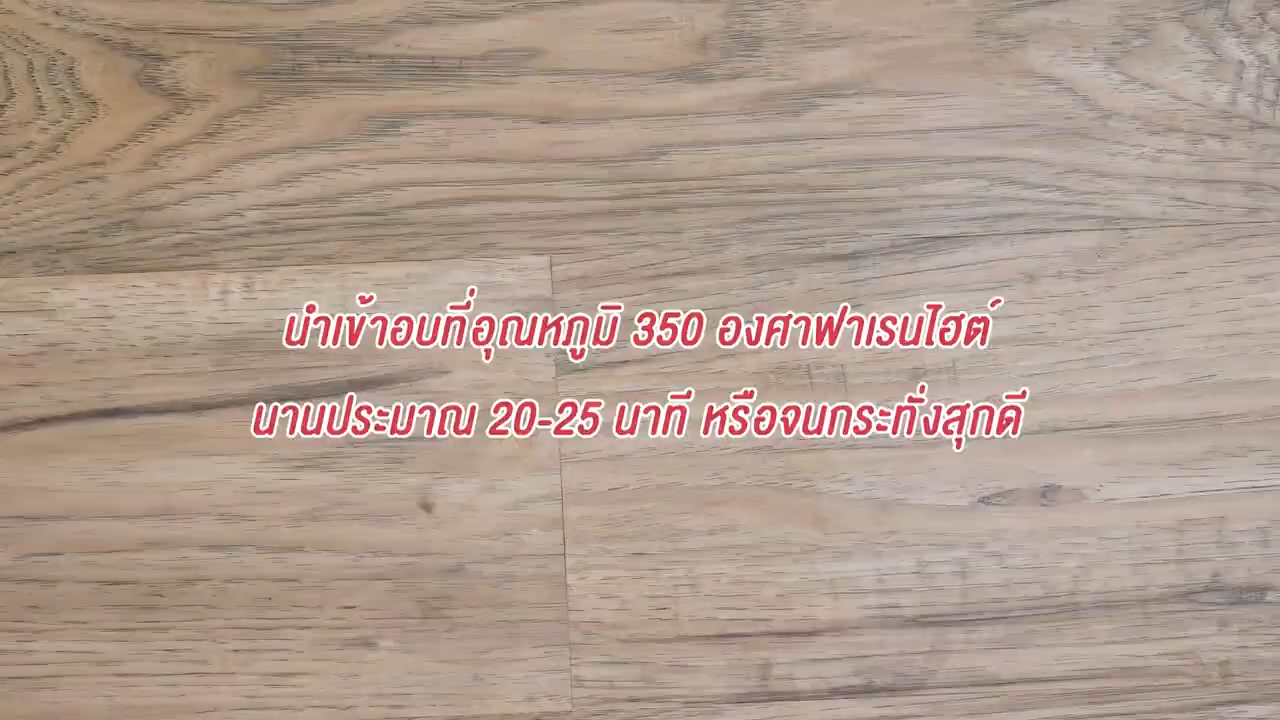 นำเข้าอบที่อุณหภูมิ 350 องศาฟาเรนไฮต์
นานประมาณ 20-25 นาที หรือจนกระทั่งสุกดี